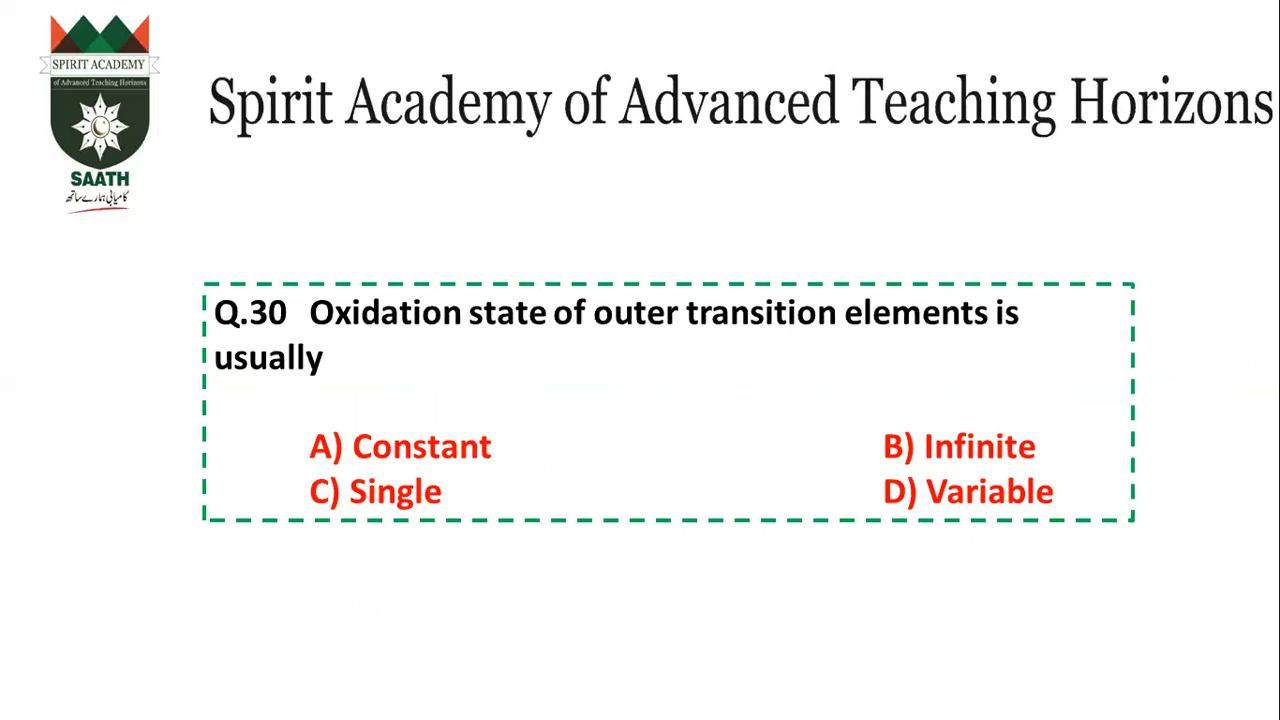 SPIRIT ACADEMY
of Advanced Teaching Horizons
SAATH
کامیابی ہمارے ساتھ
Spirit Academy of Advanced Teaching Horizons
Q.30 Oxidation state of outer transition elements is
usually
A) Constant B) Infinite
C) Single D) Variable